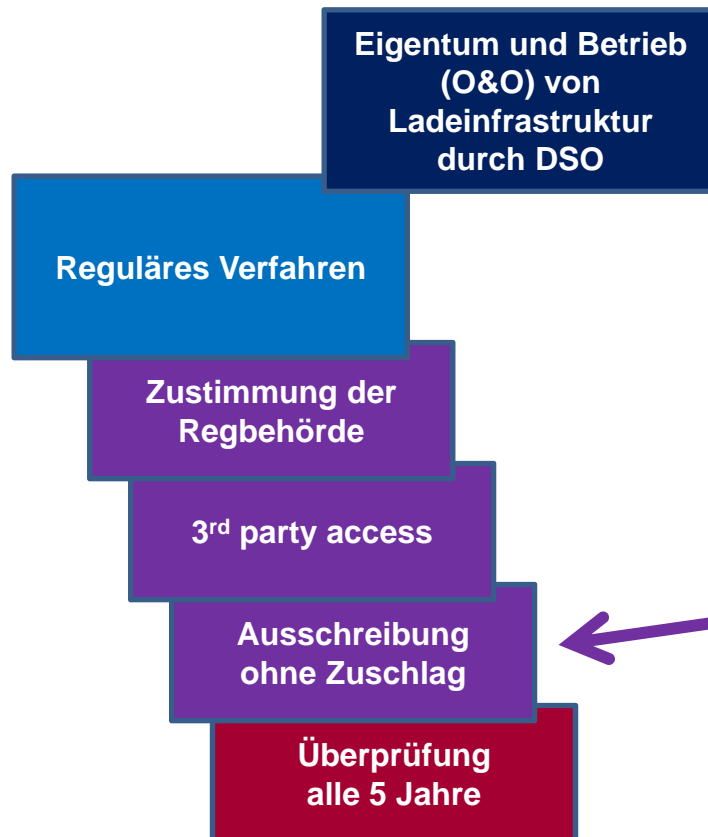 Eigentum und Betrieb
(O&O) von
Ladeinfrastruktur
durch DSO
Reguläres Verfahren
Zustimmung der
Regbehörde
3rd party access
Ausschreibung
ohne Zuschlag
Überprüfung
alle 5 Jahre